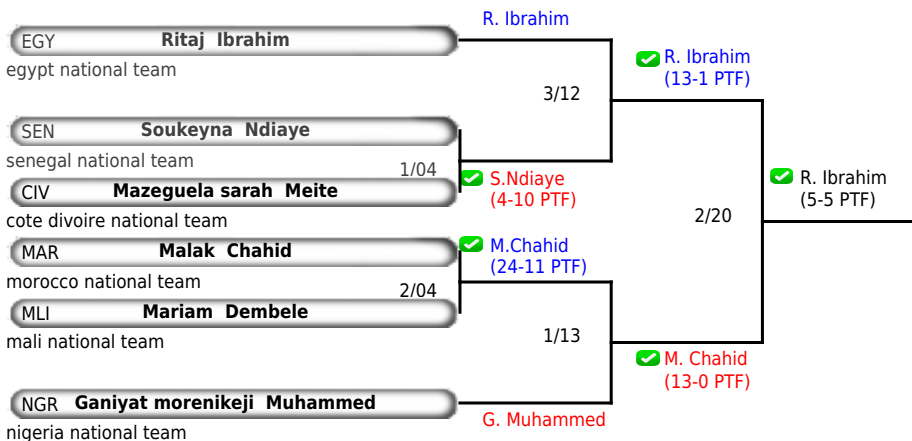 R. Ibrahim
EGY Ritaj Ibrahim
egypt national team
R. Ibrahim
(13-1 PTF)
3/12
SEN Soukeyna Ndiaye
senegal national team
1/04
S.Ndiaye
(4-10 PTF)
CIV Mazeguela sarah Meite
cote divoire national team
R. Ibrahim
(5-5 PTF)
2/20
MAR Malak Chahid
morocco national team
M.Chahid
(24-11 PTF)
2/04
MLI Mariam Dembele
mali national team
1/13
M. Chahid
(13-0 PTF)
NGR Ganiyat morenikeji Muhammed
G. Muhammed
nigeria national team